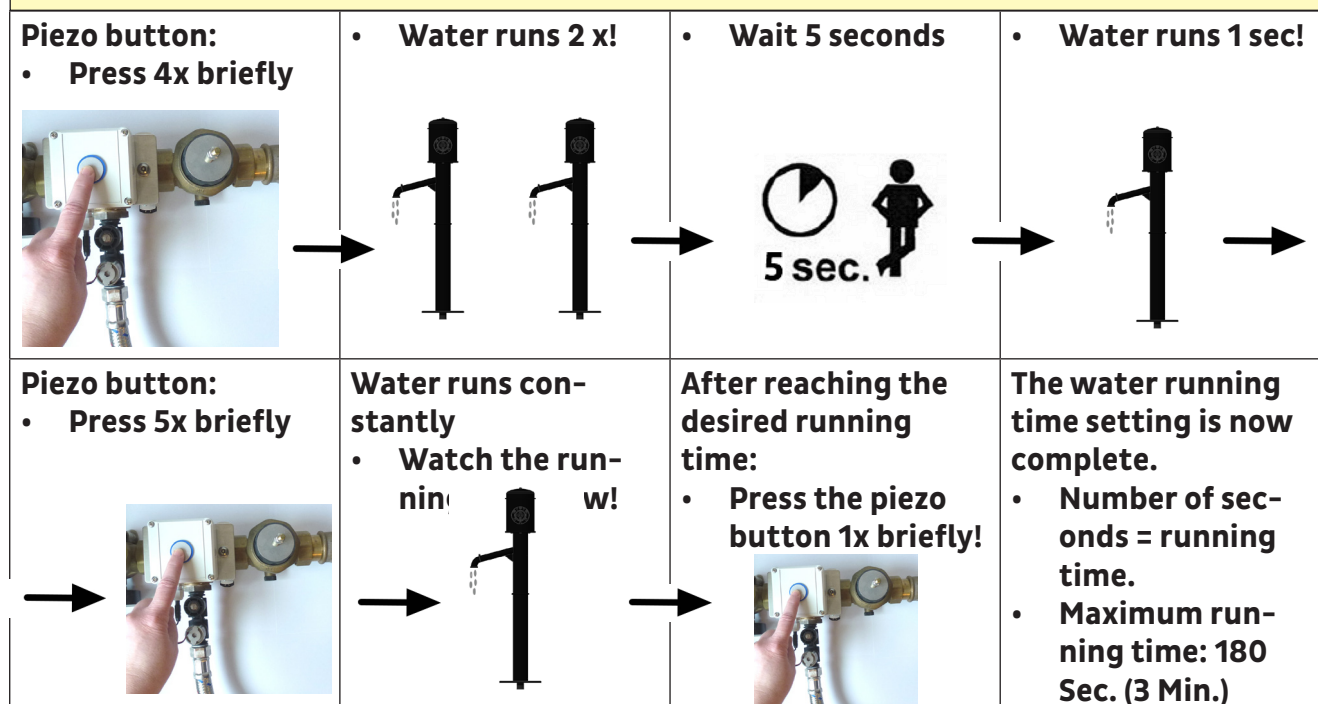 Piezo button:
• Press 4x briefly
• Water runs 2 x!
• Wait 5 seconds
5 sec.
• Water runs 1 sec!
Piezo button:
• Press 5x briefly
Water runs con-
stantly
• Watch the run-
nin w!
After reaching the
desired running
time:
• Press the piezo
button 1x briefly!
The water running
time setting is now
complete.
• Number of sec-
onds = running
time.
• Maximum run-
ning time: 180
Sec. (3 Min.)